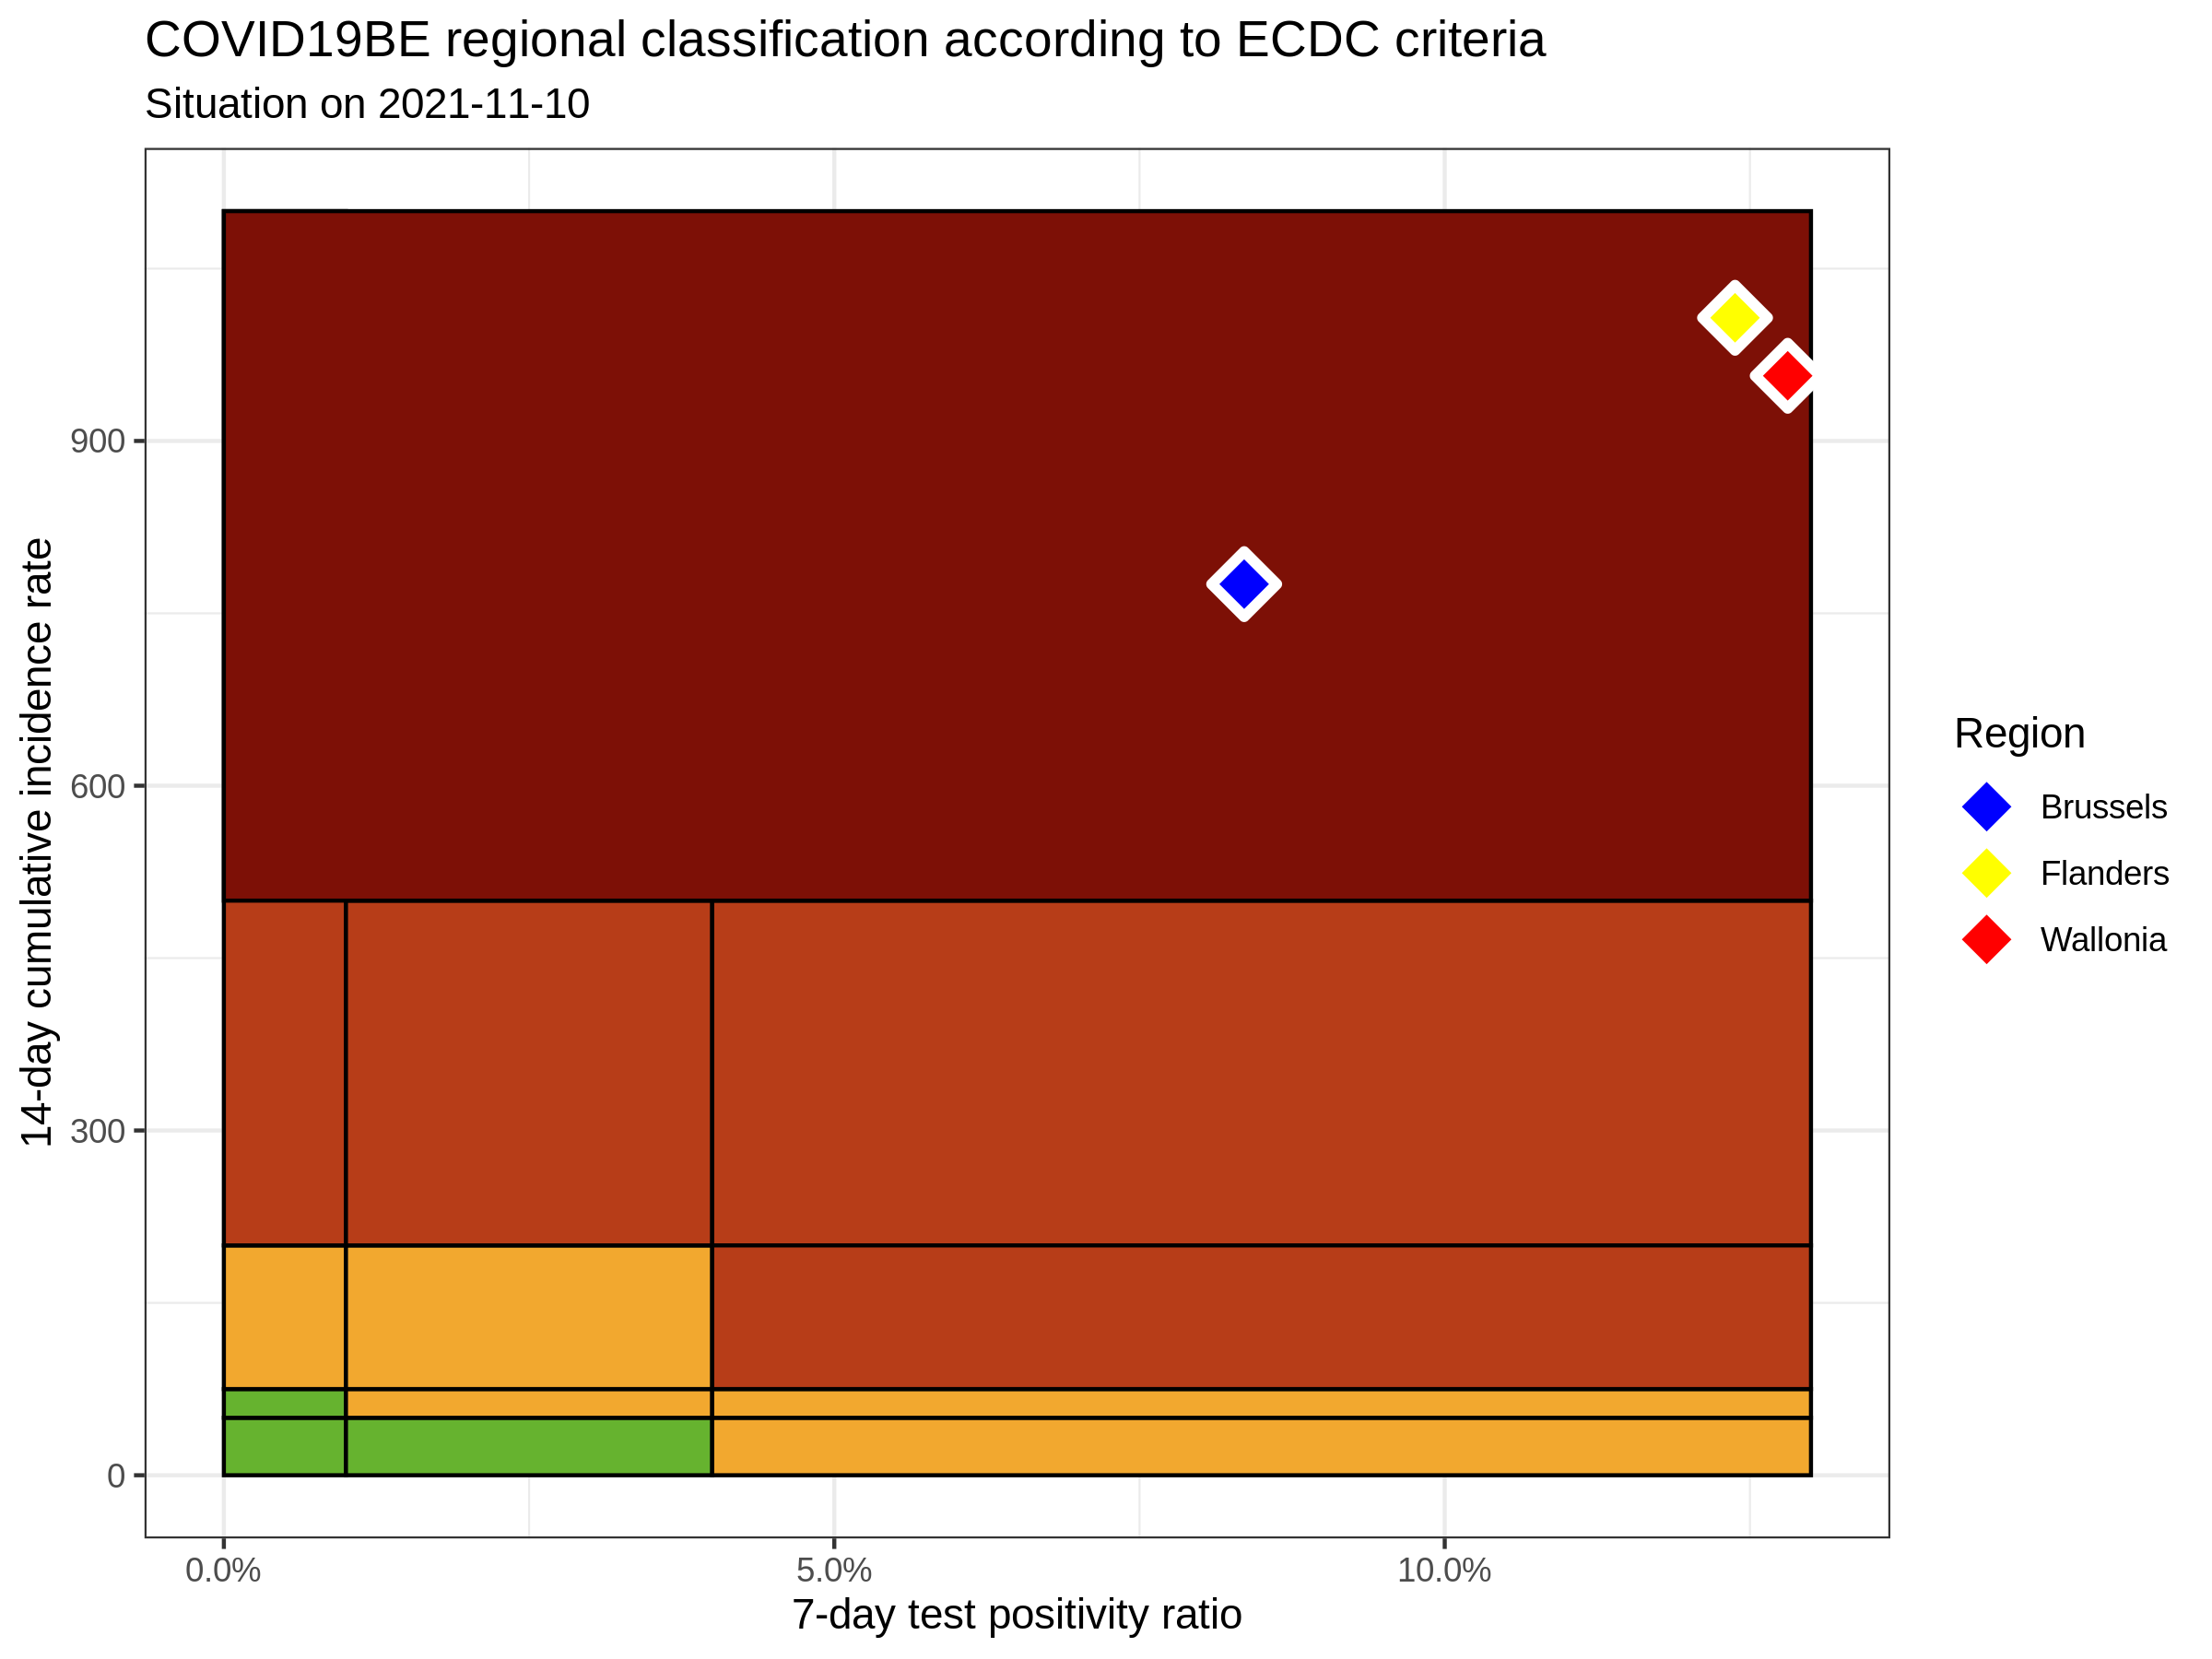 COVID19BE regional classification according to ECDC criteria
Situation on 2021-11-10
14-day cumulative incidence rate
900
600
300
0
0.0%
5.0%
10.0%
7-day test positivity ratio
Region
Brussels
Flanders
Wallonia